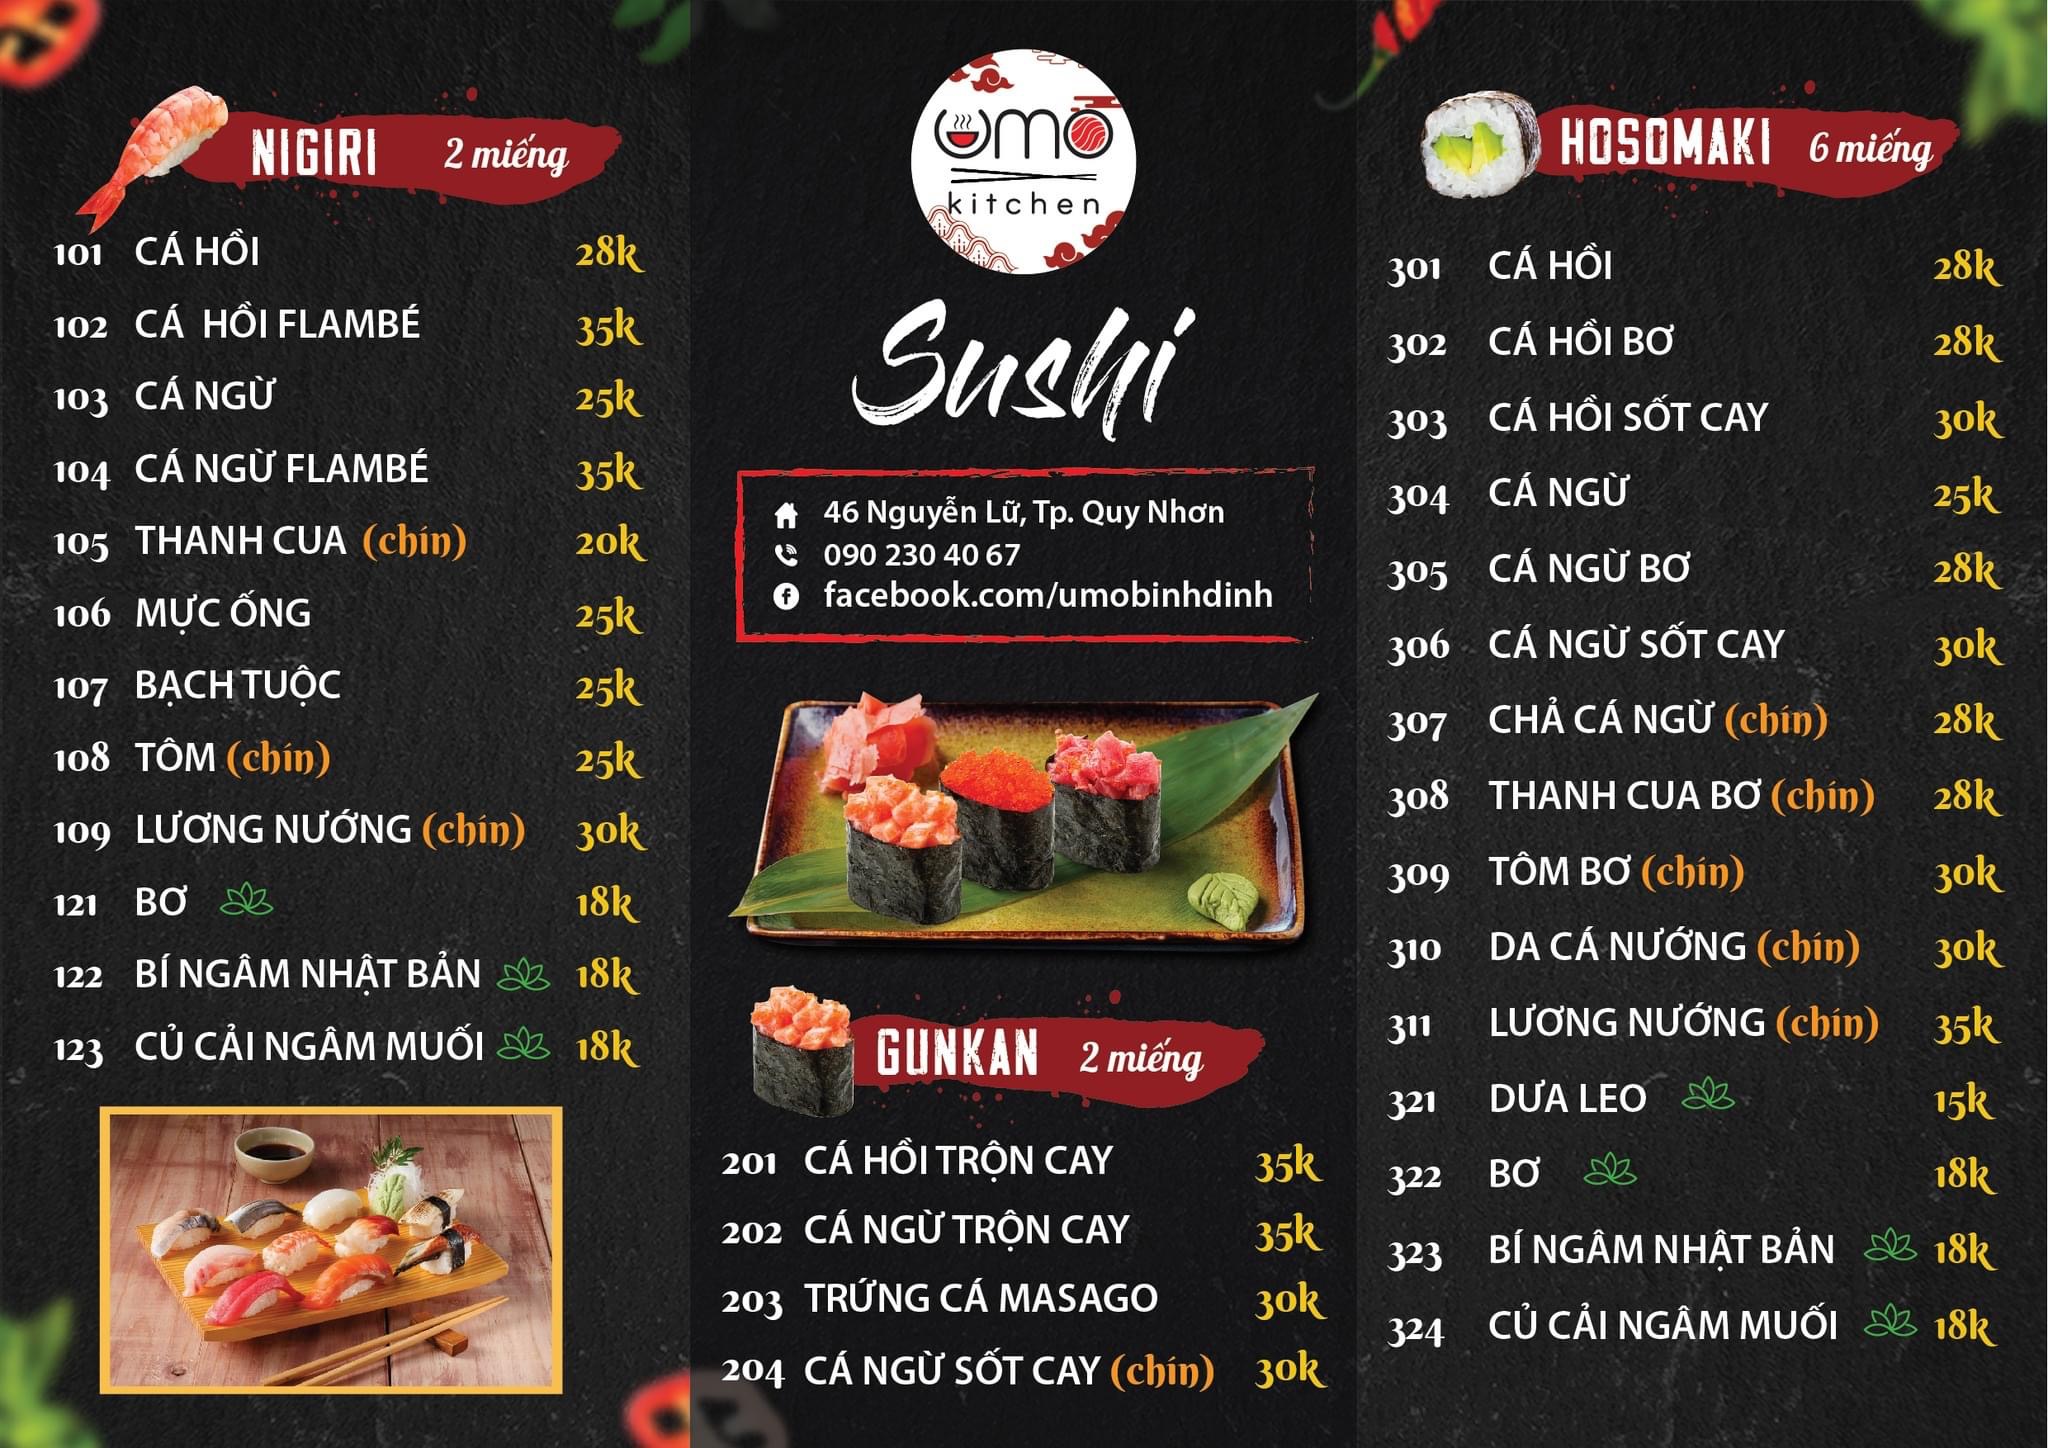 NIGIRI 2 miếng
101 CÁ HỒI 28k
102 CÁ HỒI FLAMBÉ 35k
103 CÁ NGỪ 25k
104 CÁ NGỪ FLAMBÉ 35k
105 THANH CUA (chín) 20k
106 MỰC ỐNG 25k
107 BẠCH TUỘC 25k
108 TÔM (chín) 25k
109 LƯƠNG NƯỚNG (chín) 30k
121 BƠ 18k
122 BÍ NGÂM NHẬT BẢN 18k
123 CỦ CẢI NGÂM MUỐI 18k
umo
kitchen
Sushi
46 Nguyễn Lữ, Tp. Quy Nhơn
090 230 40 67
facebook.com/umobinhdinh
GUNKAN 2 miếng
201 CÁ HỒI TRỘN CAY 35k
202 CÁ NGỪ TRỘN CAY 35k
203 TRỨNG CÁ MASAGO 30k
204 CÁ NGỪ SỐT CAY (chín) 30k
HOSOMAKI 6 miếng
301 CÁ HỒI 28k
302 CÁ HỒI BƠ 28k
303 CÁ HỒI SỐT CAY 30k
304 CÁ NGỪ 25k
305 CÁ NGỪ BƠ 28k
306 CÁ NGỪ SỐT CAY 30k
307 CHẢ CÁ NGỪ (chín) 28k
308 THANH CUA BƠ (chín) 28k
309 TÔM BƠ (chín) 30k
310 DA CÁ NƯỚNG (chín) 30k
311 LƯƠNG NƯỚNG (chín) 35k
321 DƯA LEO 15k
322 BƠ 18k
323 BÍ NGÂM NHẬT BẢN 18k
324 CỦ CẢI NGÂM MUỐI 18k